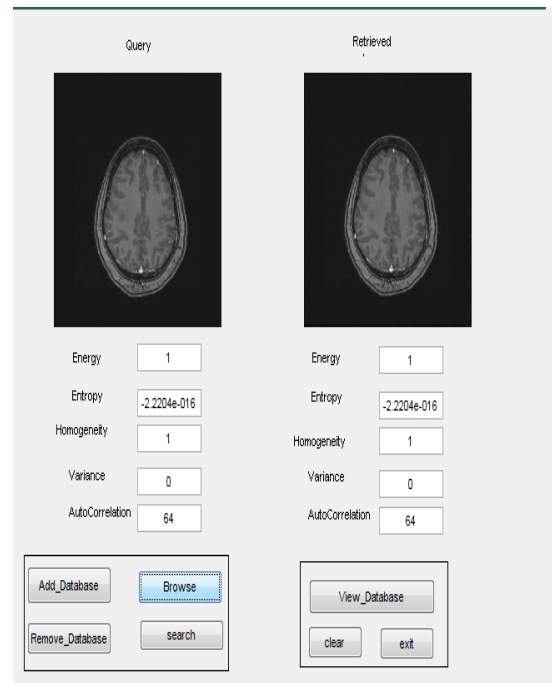 Query Retrieved
Energy 1 Energy 1
Entropy -2.2204e-016 Entropy -2.2204e-016
Homogeneity 1 Homogeneity 1
Variance 0 Variance 0
AutoCorrelation 64 AutoCorrelation 64
Add_Database Browse View_Database
Remove_Database search clear exit